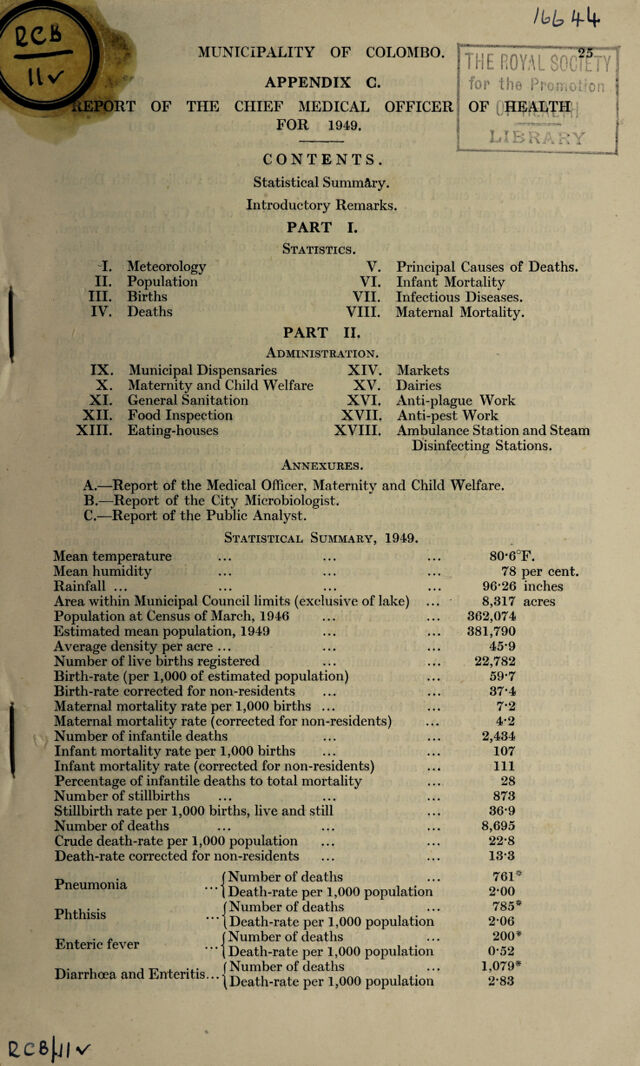 16644
RCB
11✓
MUNICIPALITY OF COLOMBO.
25
THE ROYAL SOCIETY
for the Promotion
OF HEALTH
LIBRARY
APPENDIX C.
REPORT OF THE CHIEF MEDICAL OFFICER OF HEALTH
FOR 1949.
CONTENTS.
Statistical Summary.
Introductory Remarks.
PART I.
STATISTICS.
I. Meteorology V. Principal Causes of Deaths.
II. Population VI. Infant Mortality
III. Births VII. Infectious Diseases.
IV. Deaths VIII. Maternal Mortality.
PART II.
ADMINISTRATION.
IX. Municipal Dispensaries XIV. Markets
X. Maternity and Child Welfare XV. Dairies
XI. General Sanitation XVI. Anti-plague Work
XII. Food Inspection XVII. Anti-pest Work
XIII. Eating-houses XVIII. Ambulance Station and Steam
Disinfecting Stations.
ANNEXURES.
A.—Report of the Medical Officer, Maternity and Child Welfare.
B.—Report of the City Microbiologist.
C.—Report of the Public Analyst.
STATISTICAL SUMMARY, 1949.
Mean temperature ... ... ... 80·6°F.
Mean humidity ... ... ... 78 per cent.
Rainfall ... ... ... ... 96·26 inches
Area within Municipal Council limits (exclusive of lake) ... 8,317 acres
Population at Census of March, 1946 ... ... 362,074
Estimated mean population, 1949 ... ... 381,790
Average density per acre ... ... ... 45·9
Number of live births registered ... ... 22,782
Birth-rate (per 1,000 of estimated population) ... 59·7
Birth-rate corrected for non-residents ... ... 37·4
Maternal mortality rate per 1,000 births ... ... 7·2
Maternal mortality rate (corrected for non-residents) ... 4·2
Number of infantile deaths ... ... 2,434
Infant mortality rate per 1,000 births ... ... 107
Infant mortality rate (corrected for non-residents) ... 111
Percentage of infantile deaths to total mortality ... 28
Number of stillbirths ... ... ... 873
Stillbirth rate per 1,000 births, live and still ... 36·9
Number of deaths ... ... ... 8,695
Crude death-rate per 1,000 population ... ... 22·8
Death-rate corrected for non-residents ... ... 13·3
Pneumonia ... { Number of deaths ... 761*
{ Death-rate per 1,000 population 2·00
Phthisis ... { Number of deaths ... 785*
{ Death-rate per 1,000 population 2·06
Enteric fever ... { Number of deaths ... 200*
{ Death-rate per 1,000 population 0·52
Diarrhœa and Enteritis... { Number of deaths ... 1,079*
{ Death-rate per 1,000 population 2·83
RCB/11✓